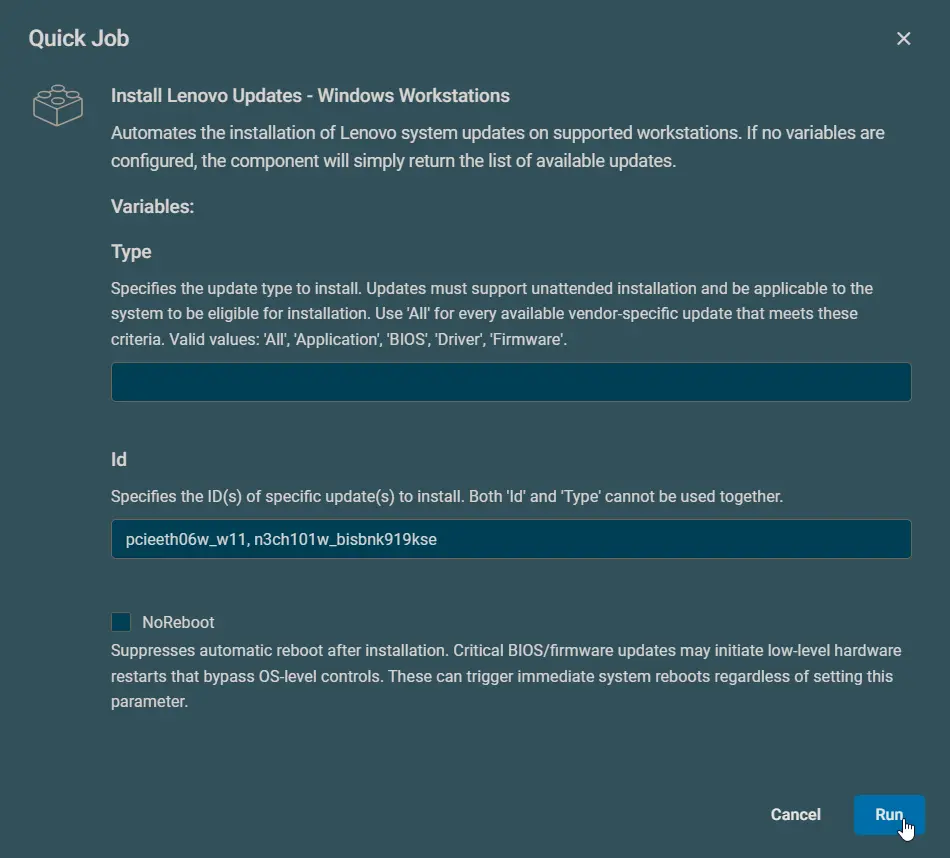 Quick Job
Install Lenovo Updates - Windows Workstations
Automates the installation of Lenovo system updates on supported workstations. If no variables are
configured, the component will simply return the list of available updates.
Variables:
Type
Specifies the update type to install. Updates must support unattended installation and be applicable to the
system to be eligible for installation. Use 'All' for every available vendor-specific update that meets these
criteria. Valid values: 'All', 'Application', 'BIOS', 'Driver', 'Firmware'.
Id
Specifies the ID(s) of specific update(s) to install. Both 'Id' and 'Type' cannot be used together.
pcieeth06w_w11, n3ch101w_bisbnk919kse
NoReboot
Suppresses automatic reboot after installation. Critical BIOS/firmware updates may initiate low-level hardware
restarts that bypass OS-level controls. These can trigger immediate system reboots regardless of setting this
parameter.
Cancel
Run